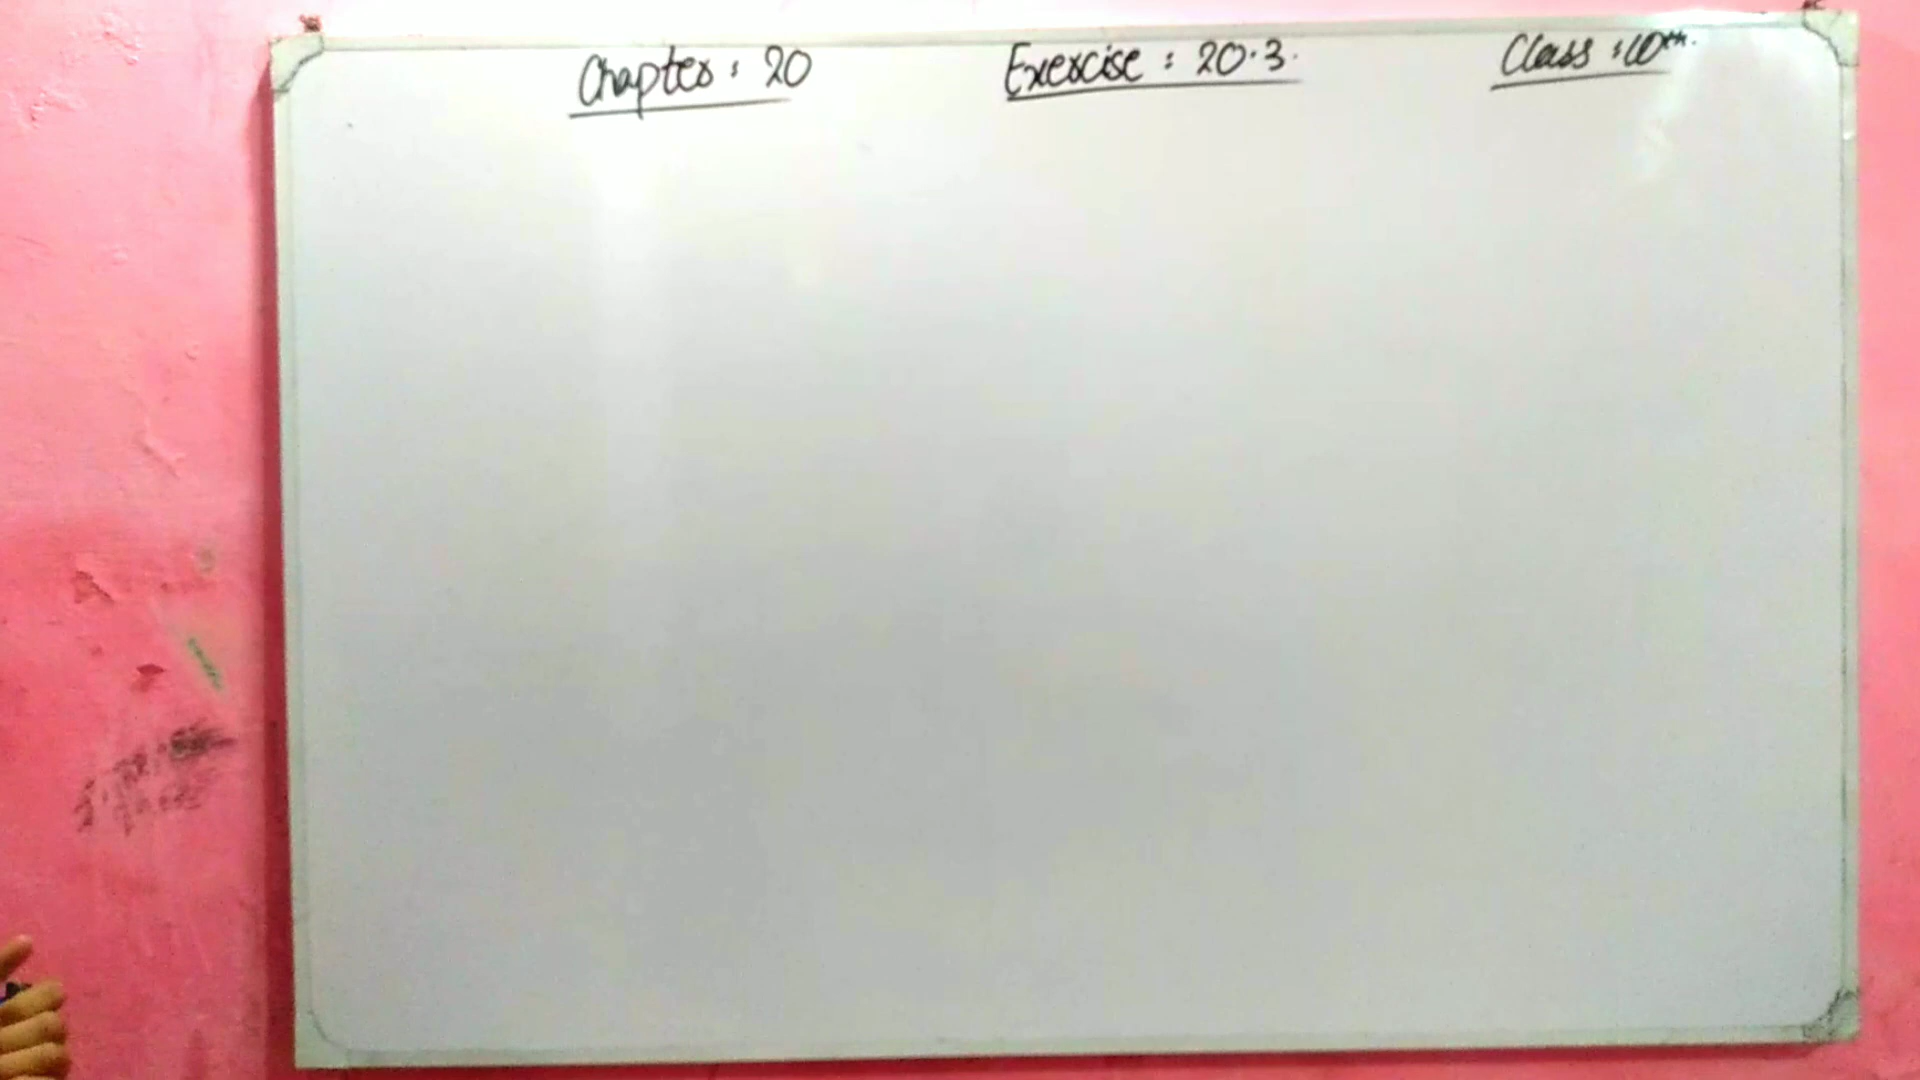 Chapter : 20 Exercise : 20.3. Class : 10th.